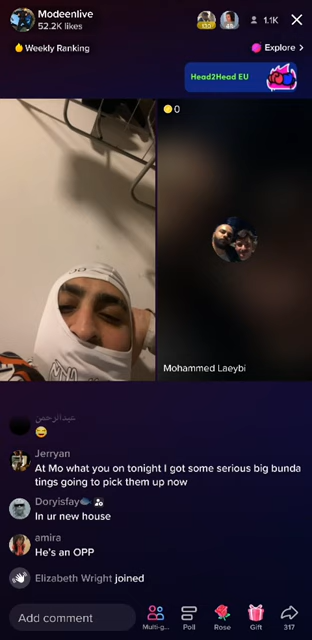 Modeenlive
52.2K likes
1.1K
Weekly Ranking
Explore >
Head2Head EU
0
Mohammed Laeybi
عبدالرحمن
😂
Jerryan
At Mo what you on tonight I got some serious big bunda
tings going to pick them up now
Doryisfay
In ur new house
amira
He's an OPP
Elizabeth Wright joined
Add comment
Multi-g...
Poll
Rose
Gift
317